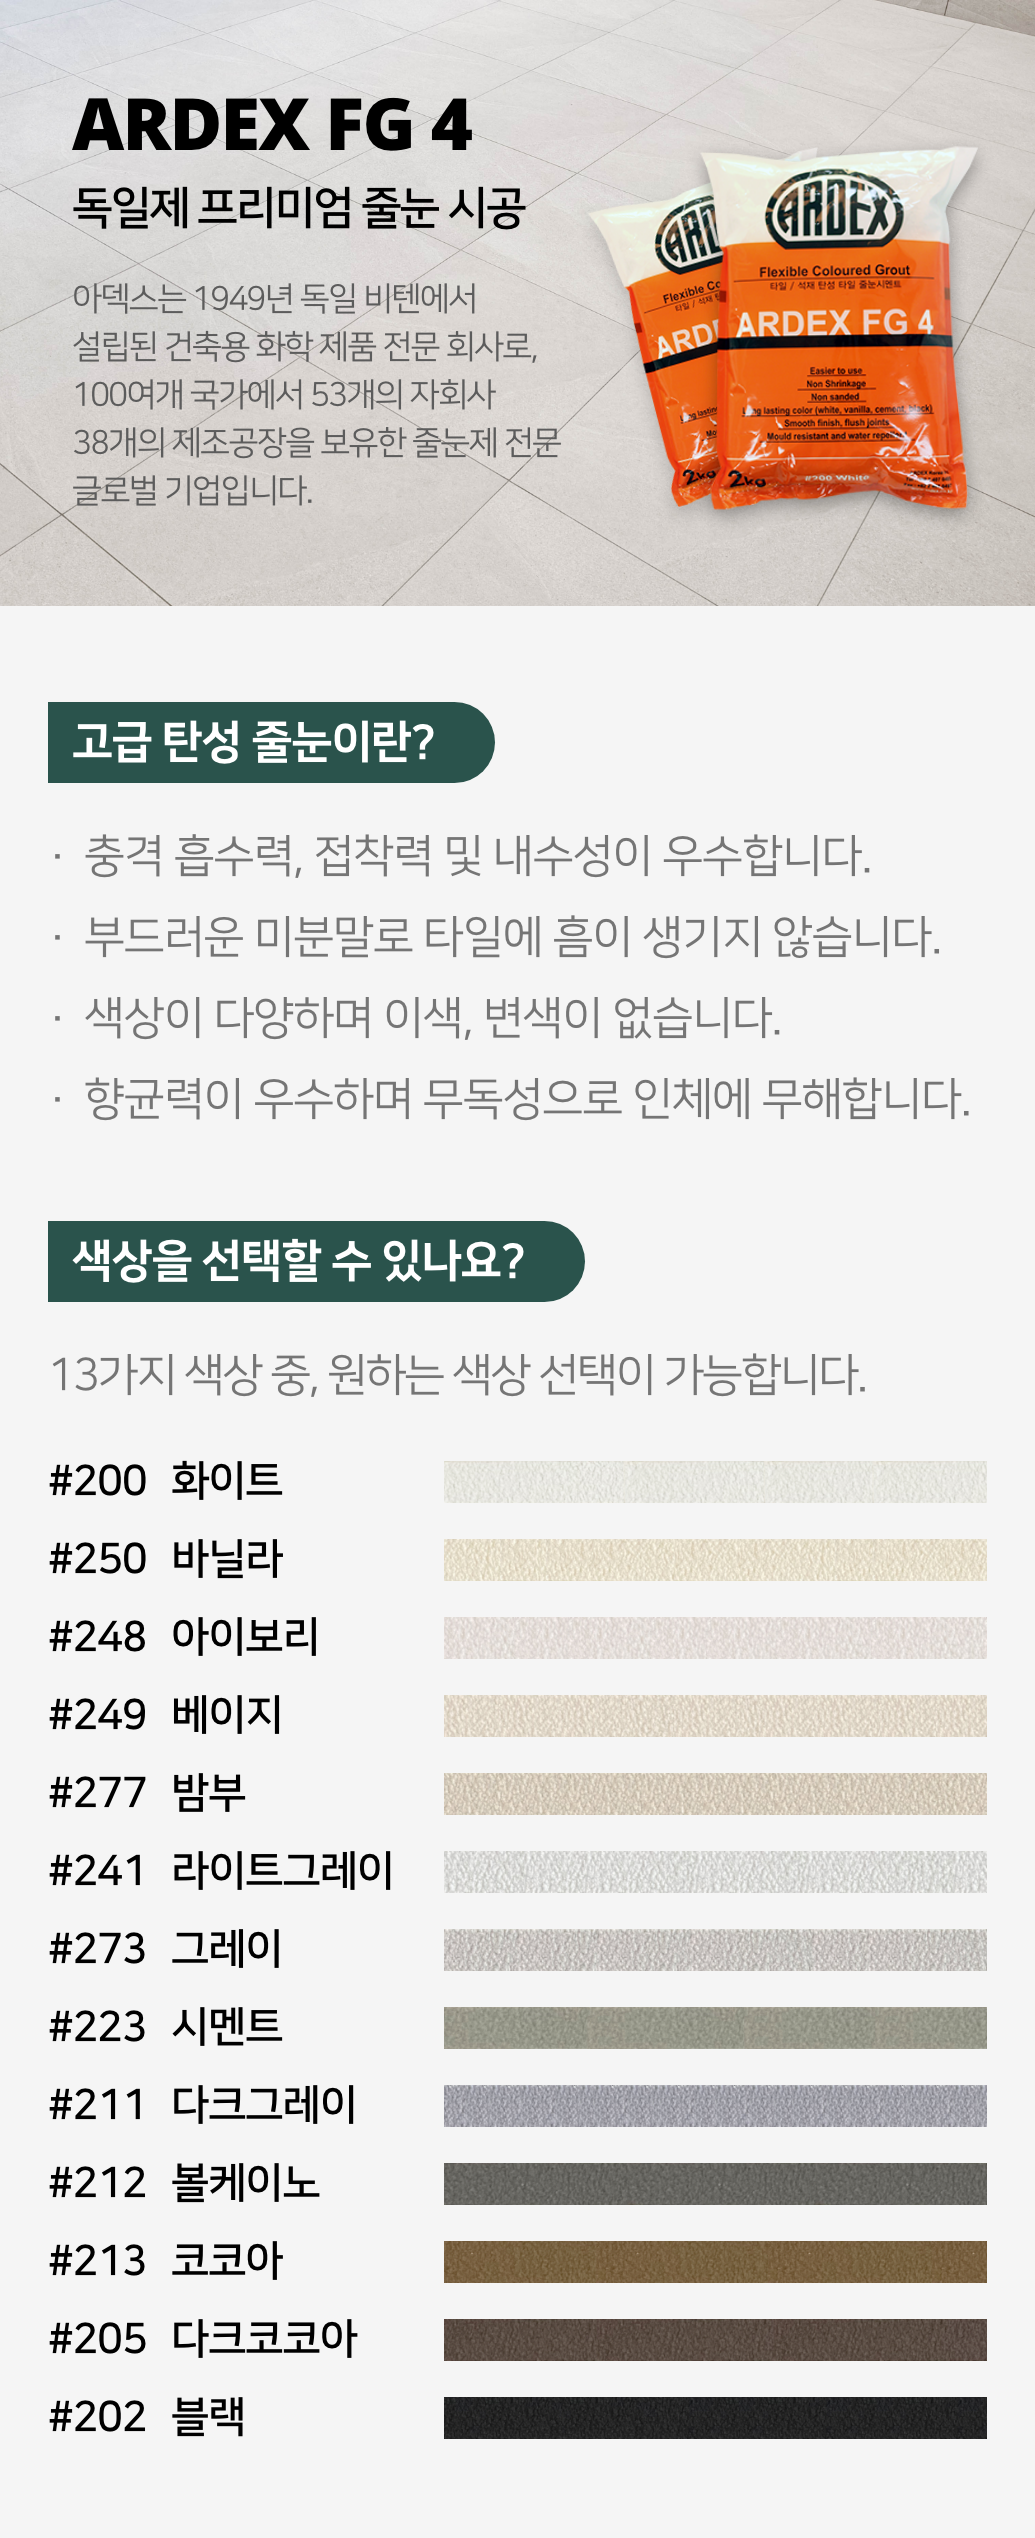 ARDEX FG 4
독일제 프리미엄 줄눈 시공
아덱스는 1949년 독일 비텐에서
설립된 건축용 화학 제품 전문 회사로,
100여개 국가에서 53개의 자회사
38개의 제조공장을 보유한 줄눈제 전문
글로벌 기업입니다.
ARDEX
Flexible Coloured Grout
타일 / 석재 탄성 타일 줄눈시멘트
ARDEX FG 4
Easier to use
Non Shrinkage
Non sanded
Long lasting color (white, vanilla, cement, black)
Smooth finish, flush joints
Mould resistant and water repellent
2kg
#200 White
고급 탄성 줄눈이란?
· 충격 흡수력, 접착력 및 내수성이 우수합니다.
· 부드러운 미분말로 타일에 흠이 생기지 않습니다.
· 색상이 다양하며 이색, 변색이 없습니다.
· 향균력이 우수하며 무독성으로 인체에 무해합니다.
색상을 선택할 수 있나요?
13가지 색상 중, 원하는 색상 선택이 가능합니다.
#200 화이트
#250 바닐라
#248 아이보리
#249 베이지
#277 밤부
#241 라이트그레이
#273 그레이
#223 시멘트
#211 다크그레이
#212 볼케이노
#213 코코아
#205 다크코코아
#202 블랙